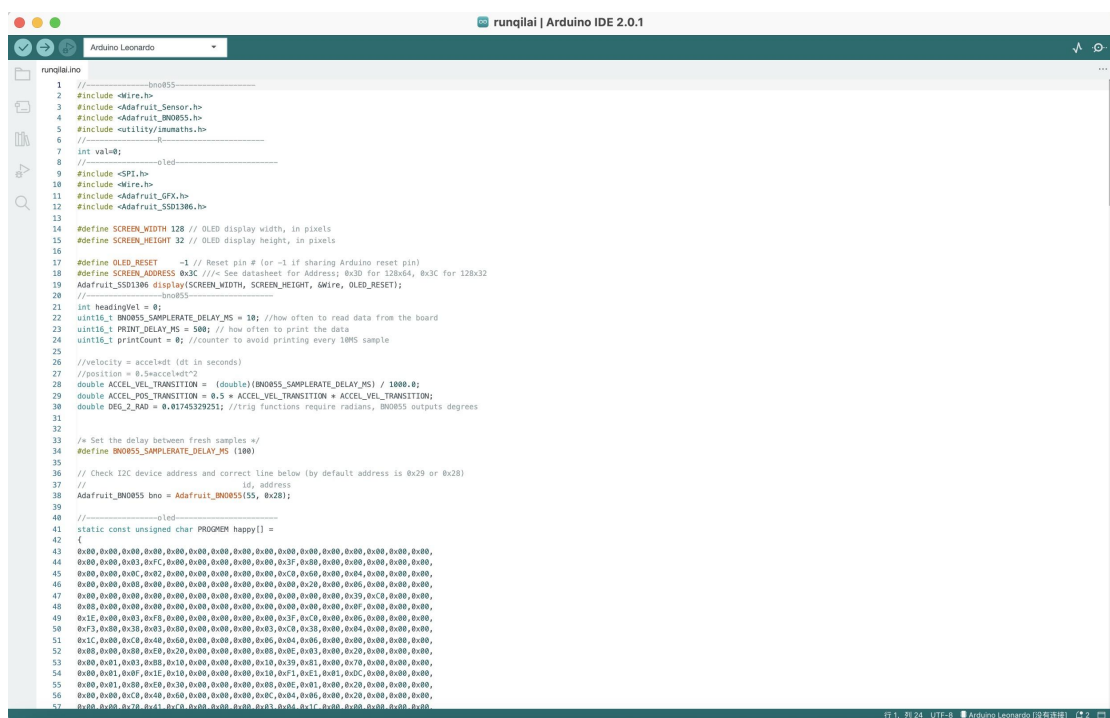 runqilai | Arduino IDE 2.0.1
Arduino Leonardo
runqilai.ino
1 //---------------bno055-------------------
2 #include <Wire.h>
3 #include <Adafruit_Sensor.h>
4 #include <Adafruit_BNO055.h>
5 #include <utility/imumaths.h>
6 //-----------------R------------------------
7 int val=0;
8 //-----------------oled------------------------
9 #include <SPI.h>
10 #include <Wire.h>
11 #include <Adafruit_GFX.h>
12 #include <Adafruit_SSD1306.h>
13
14 #define SCREEN_WIDTH 128 // OLED display width, in pixels
15 #define SCREEN_HEIGHT 32 // OLED display height, in pixels
16
17 #define OLED_RESET     -1 // Reset pin # (or -1 if sharing Arduino reset pin)
18 #define SCREEN_ADDRESS 0x3C ///< See datasheet for Address; 0x3D for 128x64, 0x3C for 128x32
19 Adafruit_SSD1306 display(SCREEN_WIDTH, SCREEN_HEIGHT, &Wire, OLED_RESET);
20 //------------------bno055--------------------
21 int headingVel = 0;
22 uint16_t BNO055_SAMPLERATE_DELAY_MS = 10; //how often to read data from the board
23 uint16_t PRINT_DELAY_MS = 500; // how often to print the data
24 uint16_t printCount = 0; //counter to avoid printing every 10MS sample
25
26 //velocity = accel*dt (dt in seconds)
27 //position = 0.5*accel*dt^2
28 double ACCEL_VEL_TRANSITION =  (double)(BNO055_SAMPLERATE_DELAY_MS) / 1000.0;
29 double ACCEL_POS_TRANSITION = 0.5 * ACCEL_VEL_TRANSITION * ACCEL_VEL_TRANSITION;
30 double DEG_2_RAD = 0.01745329251; //trig functions require radians, BNO055 outputs degrees
31
32
33 /* Set the delay between fresh samples */
34 #define BNO055_SAMPLERATE_DELAY_MS (100)
35
36 // Check I2C device address and correct line below (by default address is 0x29 or 0x28)
37 //                                   id, address
38 Adafruit_BNO055 bno = Adafruit_BNO055(55, 0x28);
39
40 //-----------------oled------------------------
41 static const unsigned char PROGMEM happy[] =
42 {
43 0x00,0x00,0x00,0x00,0x00,0x00,0x00,0x00,0x00,0x00,0x00,0x00,0x00,0x00,0x00,0x00,
44 0x00,0x00,0x03,0xFC,0x00,0x00,0x00,0x00,0x00,0x3F,0x80,0x00,0x00,0x00,0x00,0x00,
45 0x00,0x00,0x0C,0x02,0x00,0x00,0x00,0x00,0x00,0xC0,0x60,0x00,0x04,0x00,0x00,0x00,
46 0x00,0x00,0x08,0x00,0x00,0x00,0x00,0x00,0x00,0x00,0x20,0x00,0x06,0x00,0x00,0x00,
47 0x00,0x00,0x00,0x00,0x00,0x00,0x00,0x00,0x00,0x00,0x00,0x00,0x39,0xC0,0x00,0x00,
48 0x08,0x00,0x00,0x00,0x00,0x00,0x00,0x00,0x00,0x00,0x00,0x00,0x0F,0x00,0x00,0x00,
49 0x1E,0x00,0x03,0xF8,0x00,0x00,0x00,0x00,0x00,0x3F,0xC0,0x00,0x06,0x00,0x00,0x00,
50 0xF3,0x80,0x38,0x03,0x80,0x00,0x00,0x00,0x03,0xC0,0x38,0x00,0x04,0x00,0x00,0x00,
51 0x1C,0x00,0xC0,0x40,0x60,0x00,0x00,0x00,0x06,0x04,0x06,0x00,0x00,0x00,0x00,0x00,
52 0x08,0x00,0x80,0xE0,0x20,0x00,0x00,0x00,0x08,0x0E,0x03,0x00,0x20,0x00,0x00,0x00,
53 0x00,0x01,0x03,0xB8,0x10,0x00,0x00,0x00,0x10,0x39,0x81,0x00,0x70,0x00,0x00,0x00,
54 0x00,0x01,0x0F,0x1E,0x10,0x00,0x00,0x00,0x10,0xF1,0xE1,0x01,0xDC,0x00,0x00,0x00,
55 0x00,0x01,0x80,0xE0,0x30,0x00,0x00,0x00,0x08,0x0E,0x01,0x00,0x20,0x00,0x00,0x00,
56 0x00,0x00,0xC0,0x40,0x60,0x00,0x00,0x00,0x0C,0x04,0x06,0x00,0x20,0x00,0x00,0x00,
57 0x00,0x00,0x70,0x41,0xC0,0x00,0x00,0x00,0x03,0x04,0x1C,0x00,0x00,0x00,0x00,0x00,
行 1，列 24 UTF-8 Arduino Leonardo [没有连接] 2